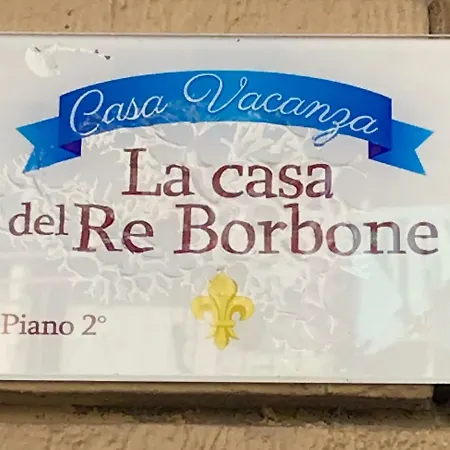 Casa Vacanza
La casa
del Re Borbone
Piano 2°